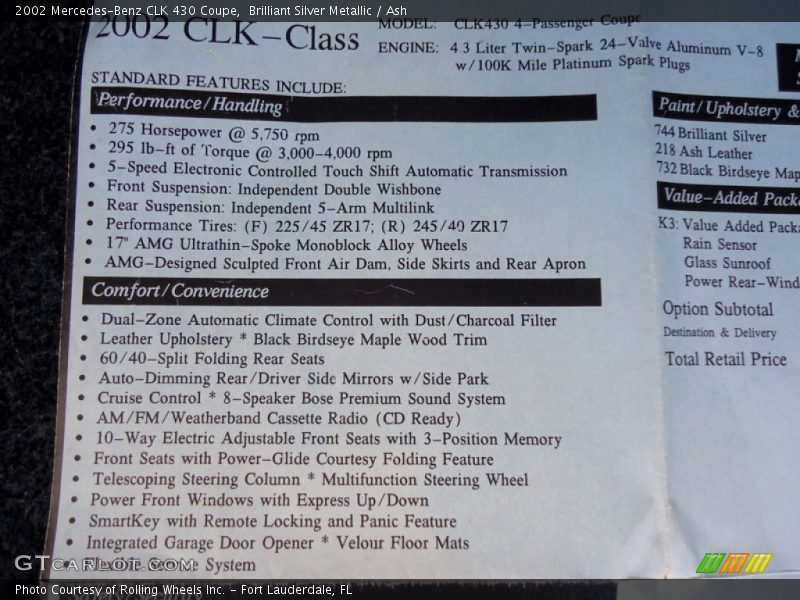 2002 Mercedes-Benz CLK 430 Coupe, Brilliant Silver Metallic / Ash
2002 CLK-Class
MODEL: CLK430 4-Passenger Coupe
ENGINE: 4.3 Liter Twin-Spark 24-Valve Aluminum V-8
w/100K Mile Platinum Spark Plugs
STANDARD FEATURES INCLUDE:
Performance/Handling
• 275 Horsepower @ 5,750 rpm
• 295 lb-ft of Torque @ 3,000-4,000 rpm
• 5-Speed Electronic Controlled Touch Shift Automatic Transmission
• Front Suspension: Independent Double Wishbone
• Rear Suspension: Independent 5-Arm Multilink
• Performance Tires: (F) 225/45 ZR17; (R) 245/40 ZR17
• 17" AMG Ultrathin-Spoke Monoblock Alloy Wheels
• AMG-Designed Sculpted Front Air Dam, Side Skirts and Rear Apron
Comfort/Convenience
• Dual-Zone Automatic Climate Control with Dust/Charcoal Filter
• Leather Upholstery * Black Birdseye Maple Wood Trim
• 60/40-Split Folding Rear Seats
• Auto-Dimming Rear/Driver Side Mirrors w/Side Park
• Cruise Control * 8-Speaker Bose Premium Sound System
• AM/FM/Weatherband Cassette Radio (CD Ready)
• 10-Way Electric Adjustable Front Seats with 3-Position Memory
• Front Seats with Power-Glide Courtesy Folding Feature
• Telescoping Steering Column * Multifunction Steering Wheel
• Power Front Windows with Express Up/Down
• SmartKey with Remote Locking and Panic Feature
• Integrated Garage Door Opener * Velour Floor Mats
• Flexible System
Paint/Upholstery &
744 Brilliant Silver
218 Ash Leather
732 Black Birdseye Map
Value-Added Pack
K3: Value Added Packa
Rain Sensor
Glass Sunroof
Power Rear-Wind
Option Subtotal
Destination & Delivery
Total Retail Price
GTcarlot.com
Photo Courtesy of Rolling Wheels Inc. - Fort Lauderdale, FL